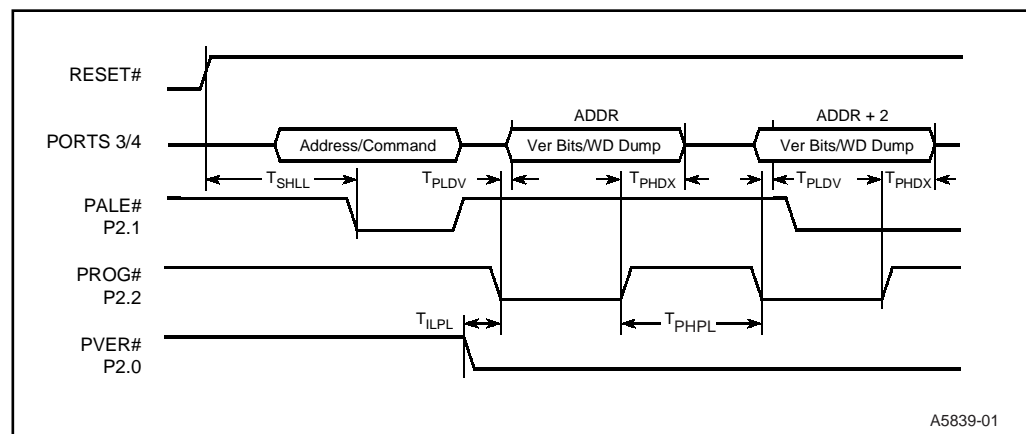 RESET#
ADDR
ADDR + 2
PORTS 3/4
Address/Command
Ver Bits/WD Dump
Ver Bits/WD Dump
TSHLL
TPLDV
TPHDX
TPLDV
TPHDX
PALE#
P2.1
PROG#
P2.2
TILPL
TPHPL
PVER#
P2.0
A5839-01